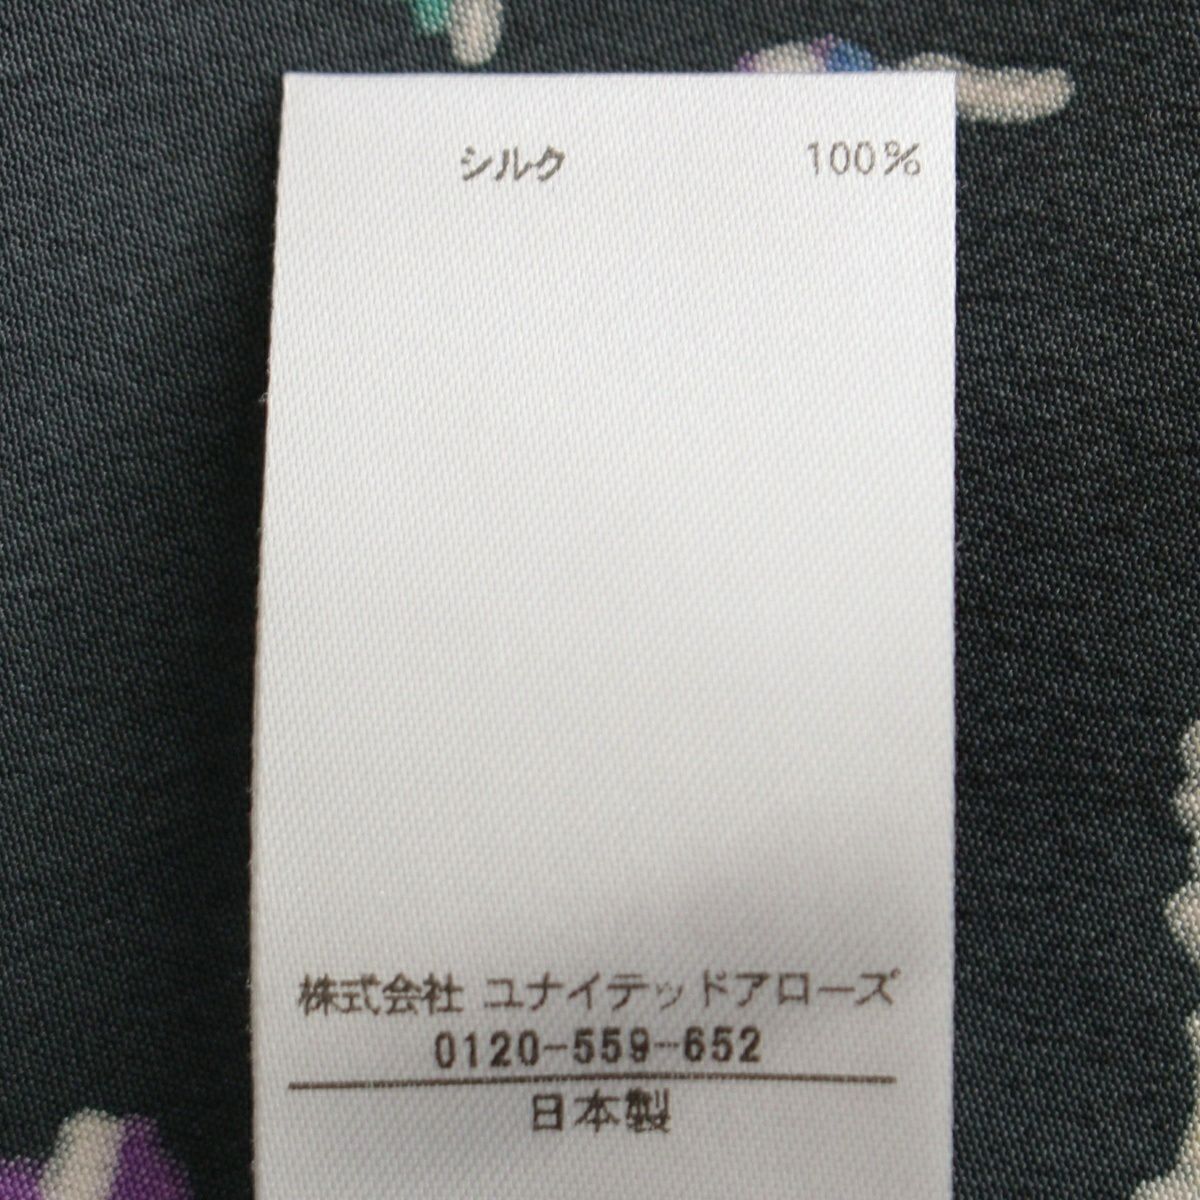 シルク 100%
株式会社 ユナイテッドアローズ
0120-559-652
日本製